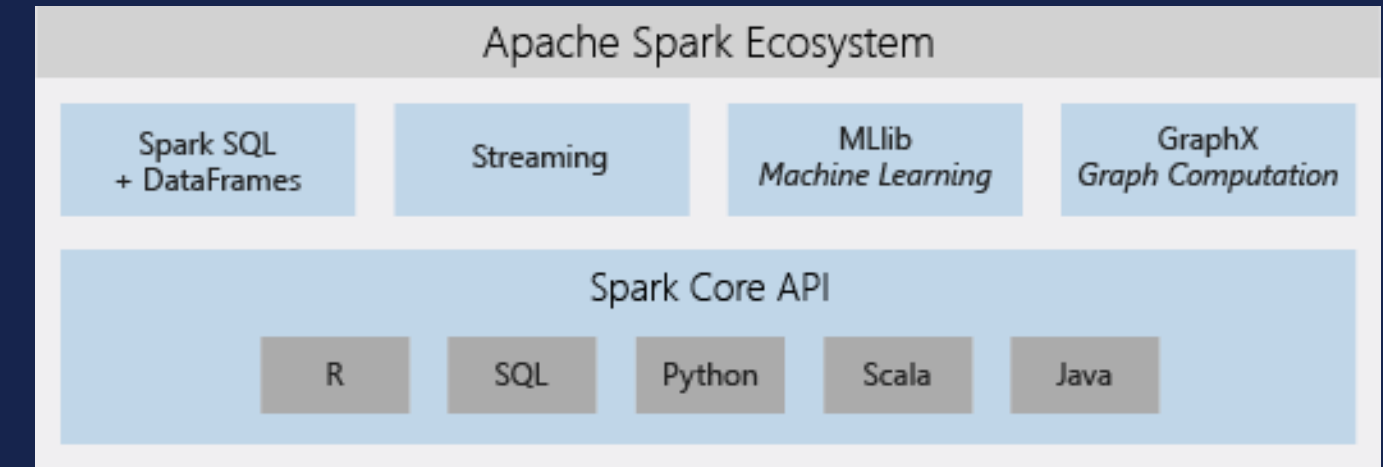 Apache Spark Ecosystem
Spark SQL
+ DataFrames
Streaming
MLlib
Machine Learning
GraphX
Graph Computation
Spark Core API
R
SQL
Python
Scala
Java